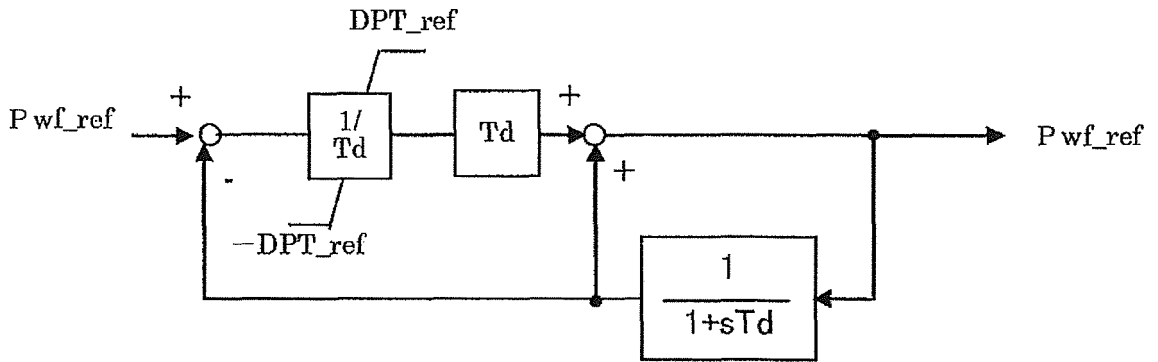 DPT_ref
+
P wf_ref
1/
Td
Td
+
P wf_ref
-
+
—DPT_ref
1
1+sTd